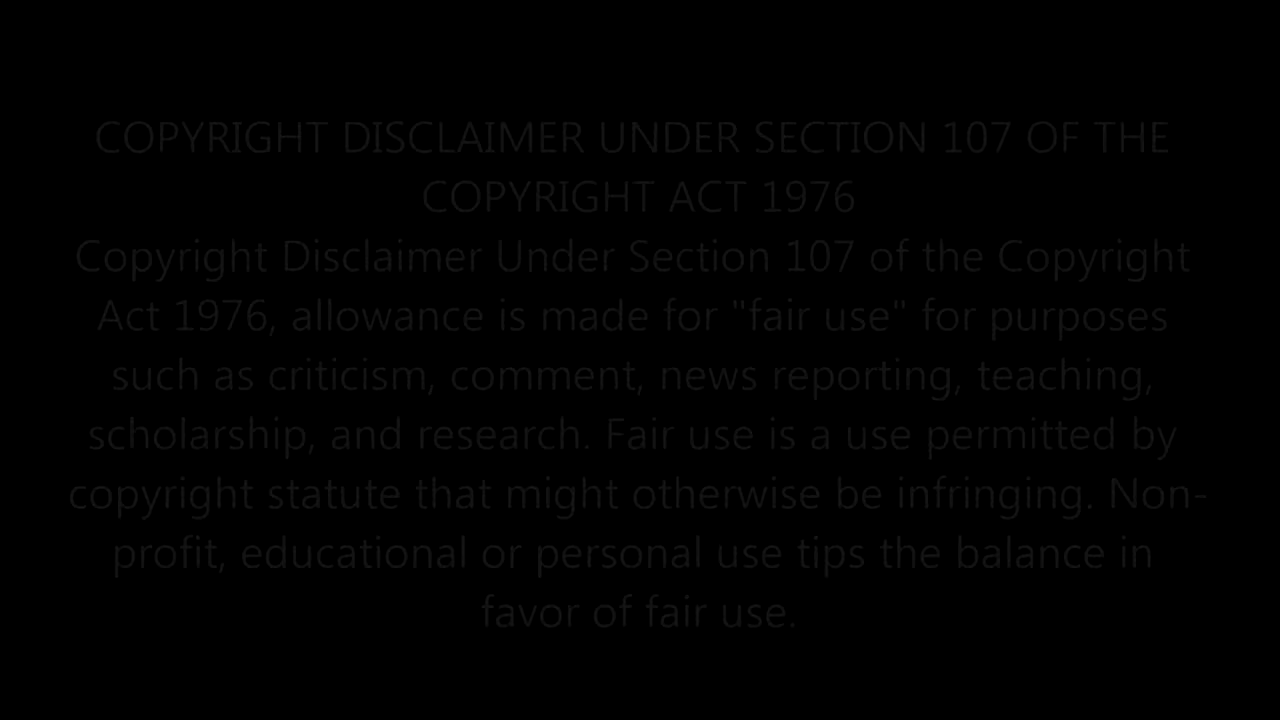 COPYRIGHT DISCLAIMER UNDER SECTION 107 OF THE
COPYRIGHT ACT 1976
Copyright Disclaimer Under Section 107 of the Copyright
Act 1976, allowance is made for "fair use" for purposes
such as criticism, comment, news reporting, teaching,
scholarship, and research. Fair use is a use permitted by
copyright statute that might otherwise be infringing. Non-
profit, educational or personal use tips the balance in
favor of fair use.